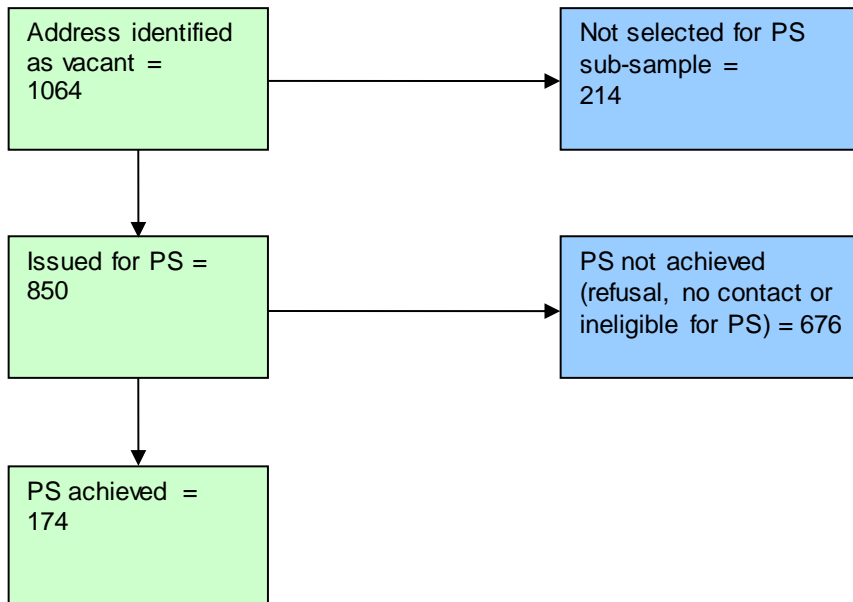 Address identified
as vacant =
1064
Not selected for PS
sub-sample =
214
Issued for PS =
850
PS not achieved
(refusal, no contact or
ineligible for PS) = 676
PS achieved =
174